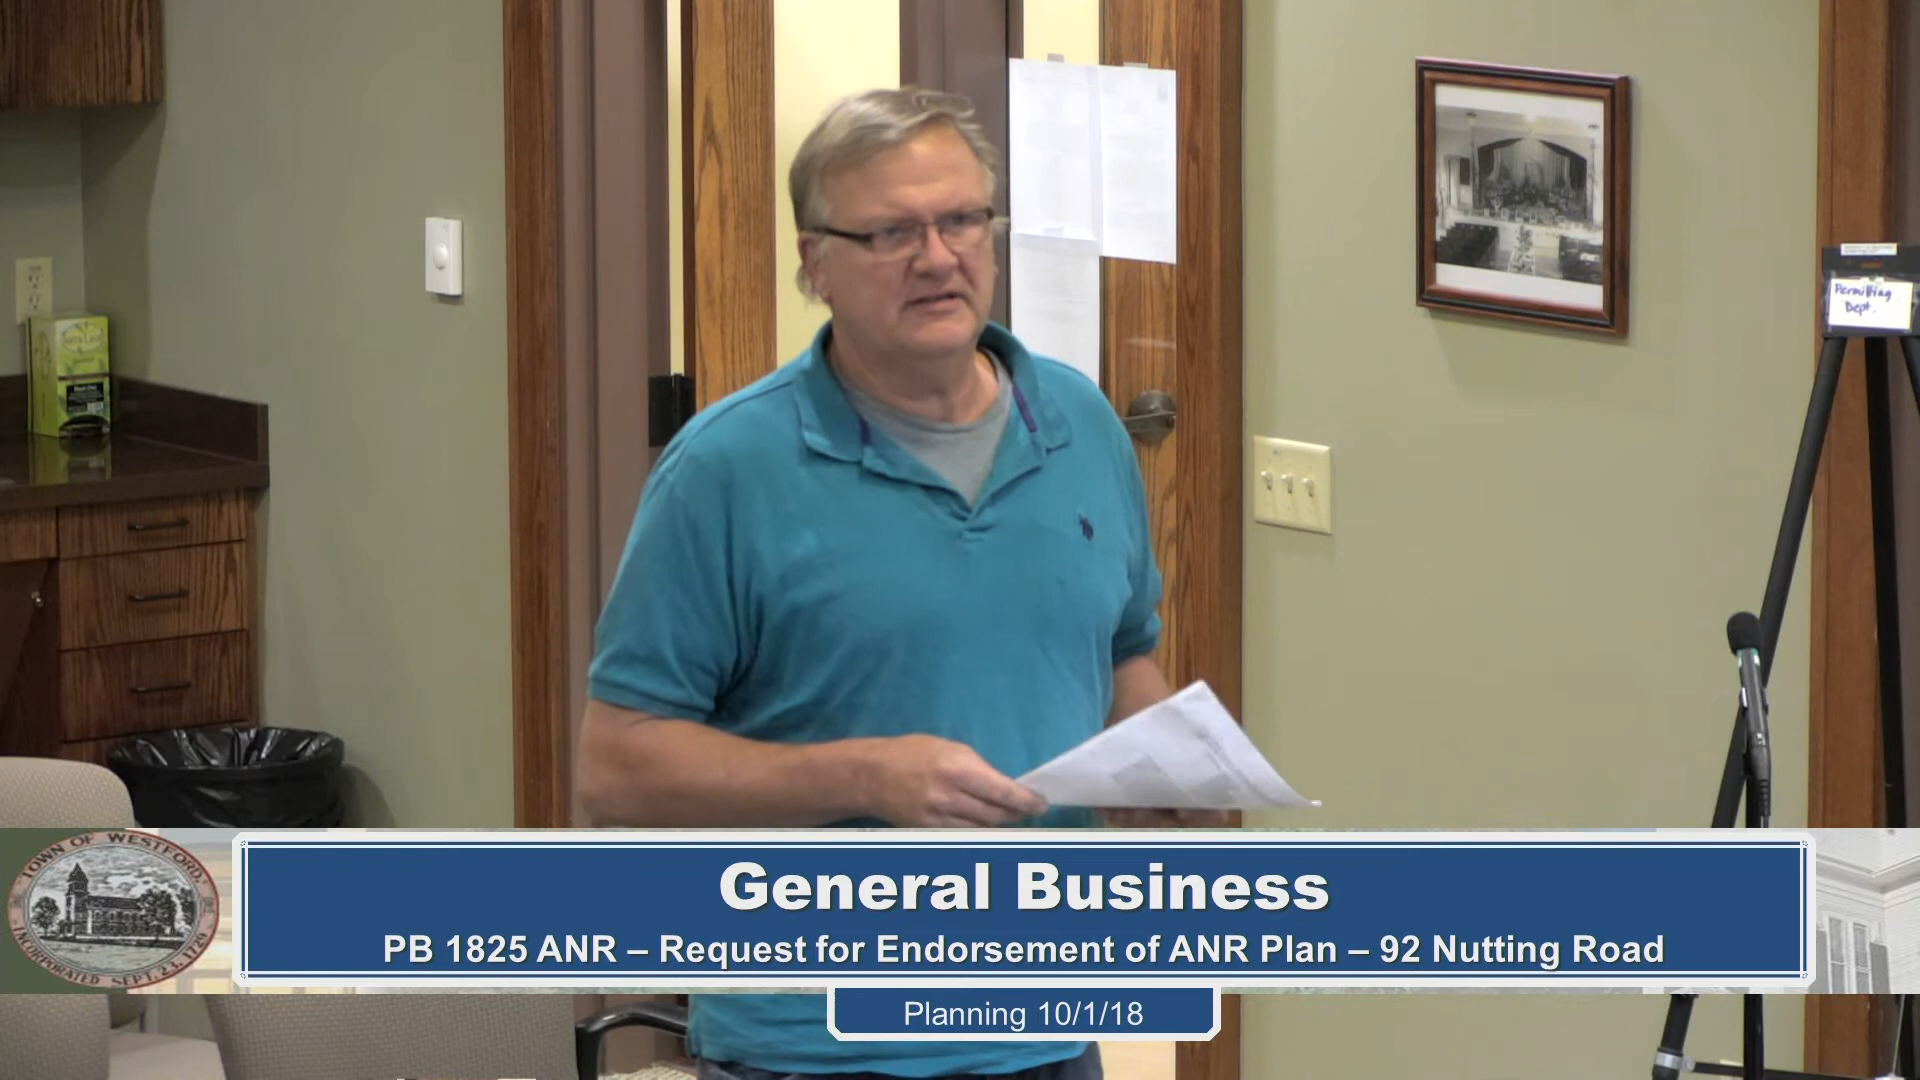 Permitting
Dept.
TOWN OF WESTFORD,
INCORPORATED SEPT. 23, 1729
General Business
PB 1825 ANR – Request for Endorsement of ANR Plan – 92 Nutting Road
Planning 10/1/18